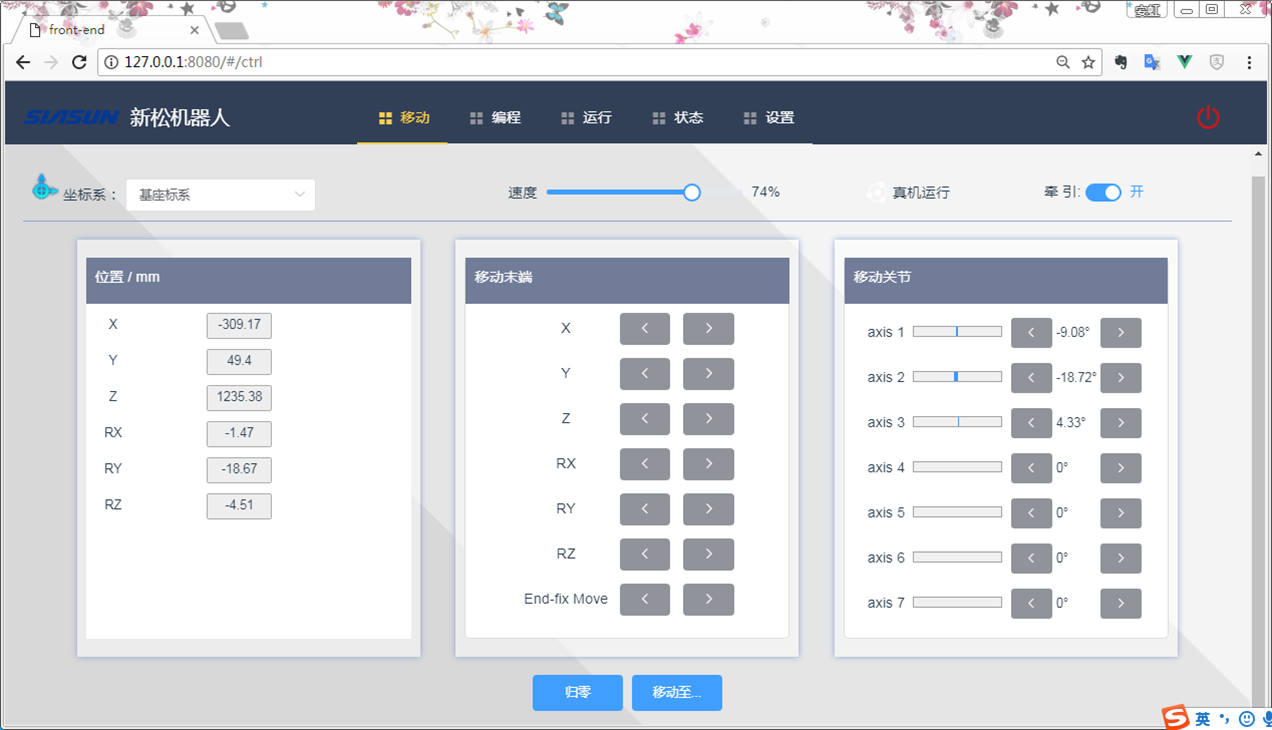 安虹
front-end
127.0.0.1:8080/#/ctrl
SIASUN 新松机器人
移动 编程 运行 状态 设置
坐标系： 基座标系
速度 74%
真机运行
牵 引: 开
位置 / mm
X -309.17
Y 49.4
Z 1235.38
RX -1.47
RY -18.67
RZ -4.51
移动末端
X
Y
Z
RX
RY
RZ
End-fix Move
移动关节
axis 1 -9.08°
axis 2 -18.72°
axis 3 4.33°
axis 4 0°
axis 5 0°
axis 6 0°
axis 7 0°
归零 移动至...
S 英